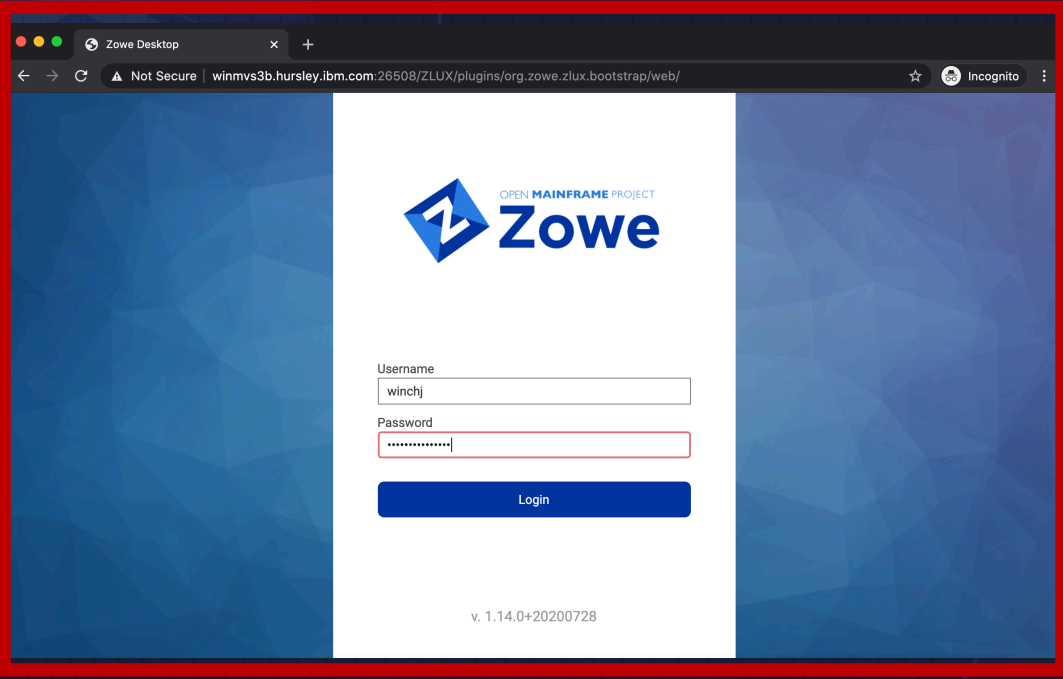 Zowe Desktop
Not Secure | winmvs3b.hursley.ibm.com:26508/ZLUX/plugins/org.zowe.zlux.bootstrap/web/
Incognito
OPEN MAINFRAME PROJECT
Zowe
Username
winchj
Password
•••••••••••••••
Login
v. 1.14.0+20200728